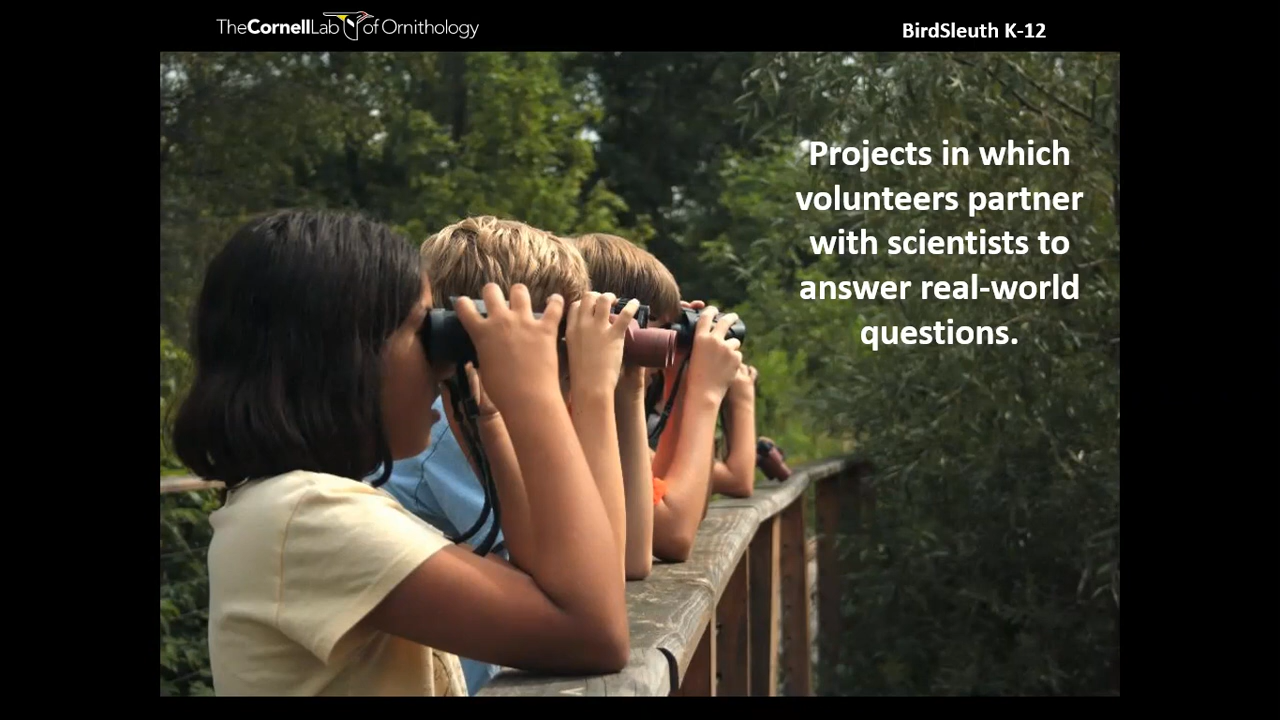 TheCornellLab of Ornithology
BirdSleuth K-12
Projects in which
volunteers partner
with scientists to
answer real-world
questions.